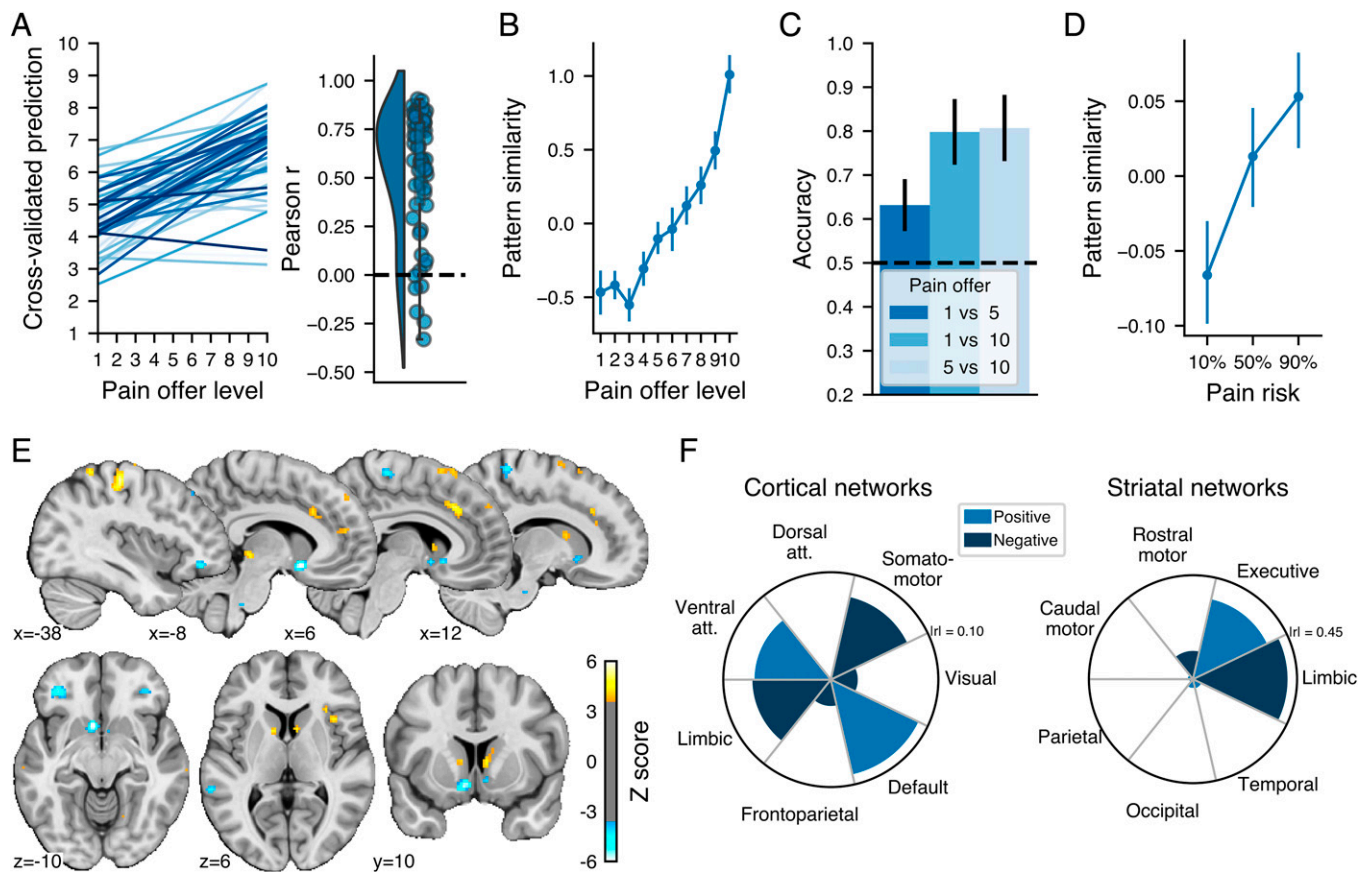 A
Cross-validated prediction
10
9
8
7
6
5
4
3
2
1
1 2 3 4 5 6 7 8 9 10
Pain offer level
Pearson r
1.00
0.75
0.50
0.25
0.00
−0.25
−0.50
B
Pattern similarity
1.0
0.5
0.0
−0.5
1 2 3 4 5 6 7 8 9 10
Pain offer level
C
Accuracy
1.0
0.9
0.8
0.7
0.6
0.5
0.4
0.3
0.2
Pain offer
1 vs 5
1 vs 10
5 vs 10
D
Pattern similarity
0.05
0.00
−0.05
−0.10
10% 50% 90%
Pain risk
E
x=-38
x=-8
x=6
x=12
z=-10
z=6
y=10
6
3
0
-3
-6
Z score
F
Cortical networks
Positive
Negative
Striatal networks
Dorsal
att.
Somato-
motor
Ventral
att.
|r| = 0.10
Visual
Limbic
Default
Frontoparietal
Rostral
motor
Executive
Caudal
motor
|r| = 0.45
Limbic
Parietal
Temporal
Occipital